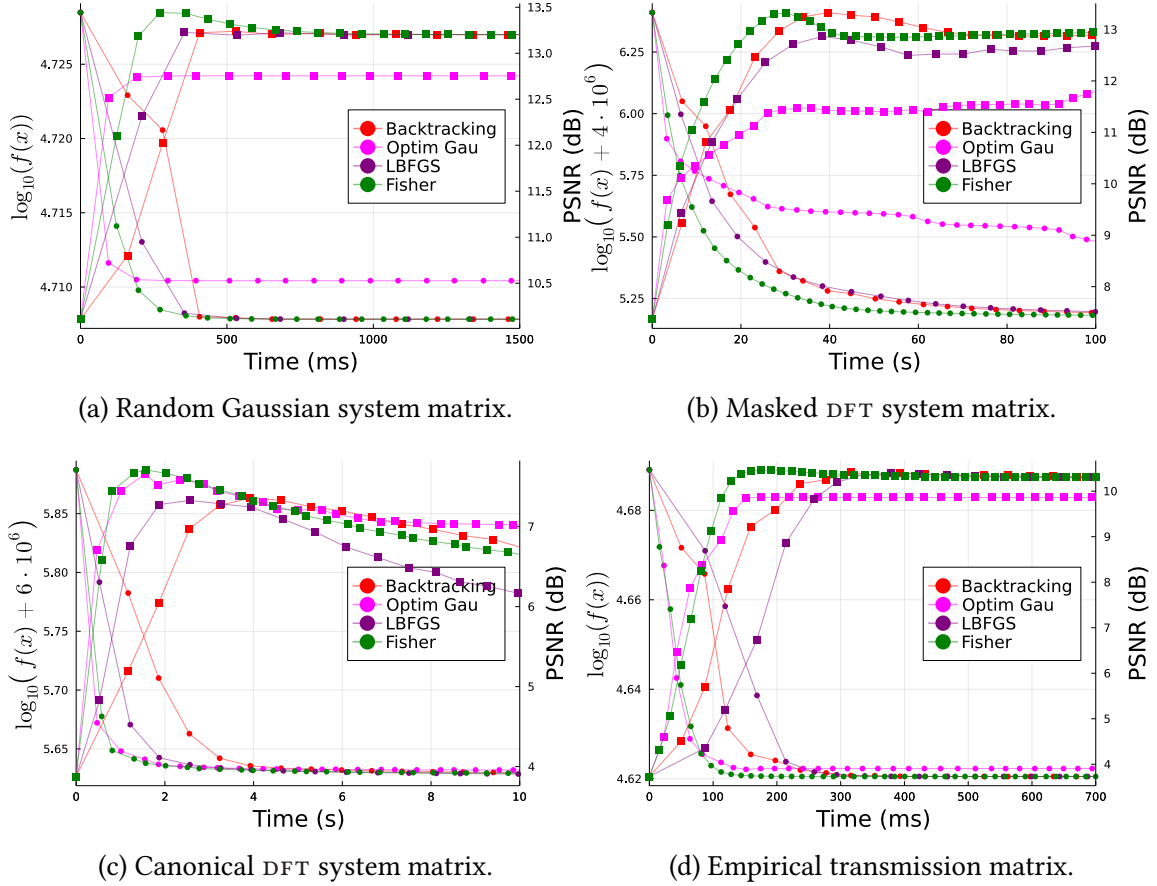 4.725
4.720
4.715
4.710
log₁₀(f(x))
0
500
1000
1500
Time (ms)
13.5
13.0
12.5
12.0
11.5
11.0
10.5
PSNR (dB)
Backtracking
Optim Gau
LBFGS
Fisher
(a) Random Gaussian system matrix.
6.25
6.00
5.75
5.50
5.25
log₁₀( f(x) + 4 · 10⁶)
0
20
40
60
80
100
Time (s)
13
12
11
10
9
8
PSNR (dB)
Backtracking
Optim Gau
LBFGS
Fisher
(b) Masked DFT system matrix.
5.85
5.80
5.75
5.70
5.65
log₁₀( f(x) + 6 · 10⁶)
0
2
4
6
8
10
Time (s)
7
6
5
4
PSNR (dB)
Backtracking
Optim Gau
LBFGS
Fisher
(c) Canonical DFT system matrix.
4.68
4.66
4.64
4.62
log₁₀(f(x))
0
100
200
300
400
500
600
700
Time (ms)
10
9
8
7
6
5
4
PSNR (dB)
Backtracking
Optim Gau
LBFGS
Fisher
(d) Empirical transmission matrix.